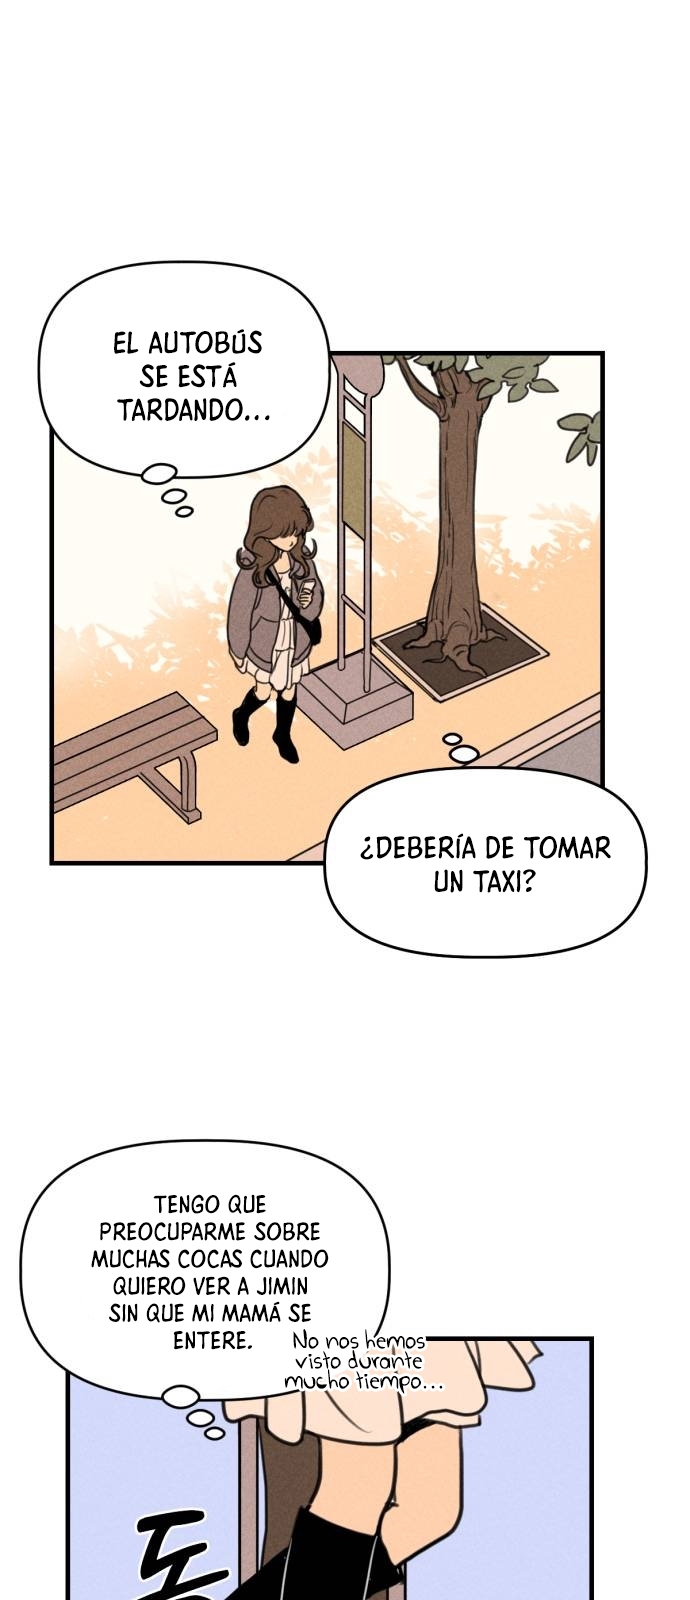 EL AUTOBÚS
SE ESTÁ
TARDANDO...
¿DEBERÍA DE TOMAR
UN TAXI?
TENGO QUE
PREOCUPARME SOBRE
MUCHAS COCAS CUANDO
QUIERO VER A JIMIN
SIN QUE MI MAMÁ SE
ENTERE.
No nos hemos
visto durante
mucho tiempo...